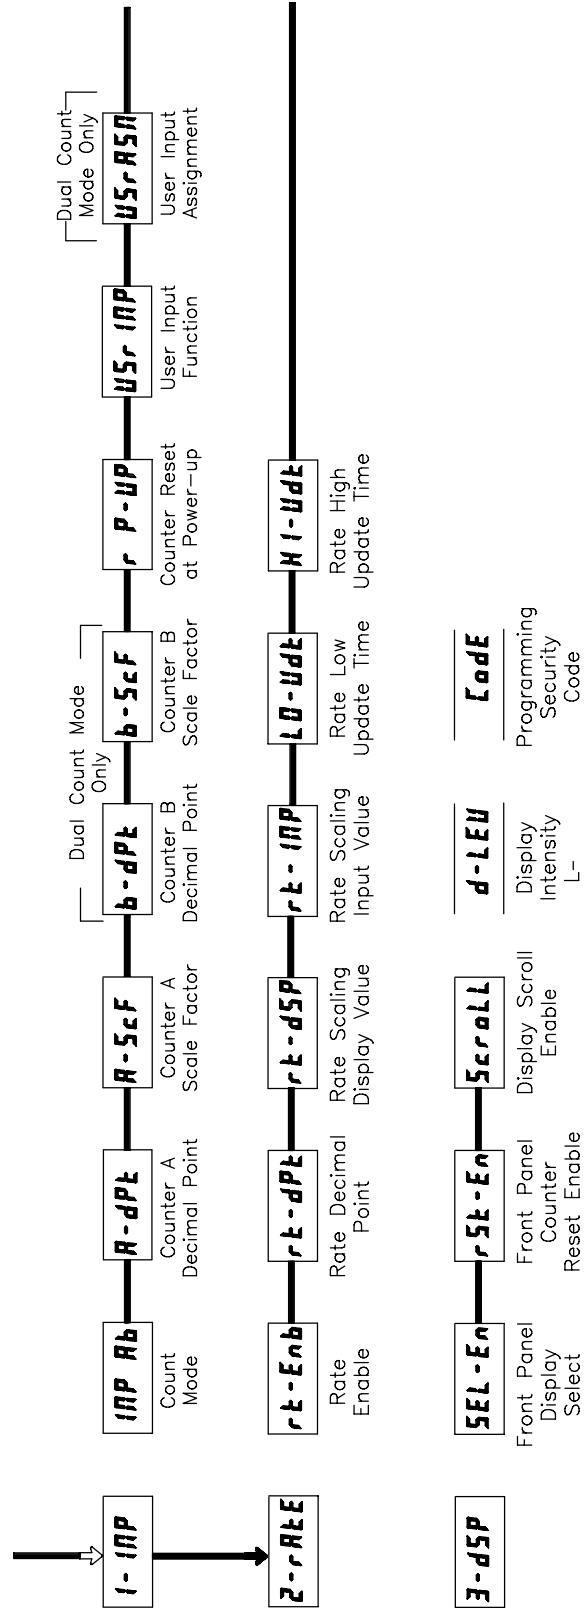 Dual Count Mode
Only
Dual Count
Mode Only
1-INP
INP Ab
Count
Mode
A-dPt
Counter A
Decimal Point
A-ScF
Counter A
Scale Factor
b-dPt
Counter B
Decimal Point
b-ScF
Counter B
Scale Factor
r P-UP
Counter Reset
at Power-up
USr INP
User Input
Function
USrASN
User Input
Assignment
2-rAtE
rt-Enb
Rate
Enable
rt-dPt
Rate Decimal
Point
rt-dSP
Rate Scaling
Display Value
rt-INP
Rate Scaling
Input Value
LO-Udt
Rate Low
Update Time
HI-Udt
Rate High
Update Time
3-dSP
SEL-En
Front Panel
Display
Select
rSt-En
Front Panel
Counter
Reset Enable
ScroLL
Display Scroll
Enable
d-LEV
Display
Intensity
L-
CodE
Programming
Security
Code